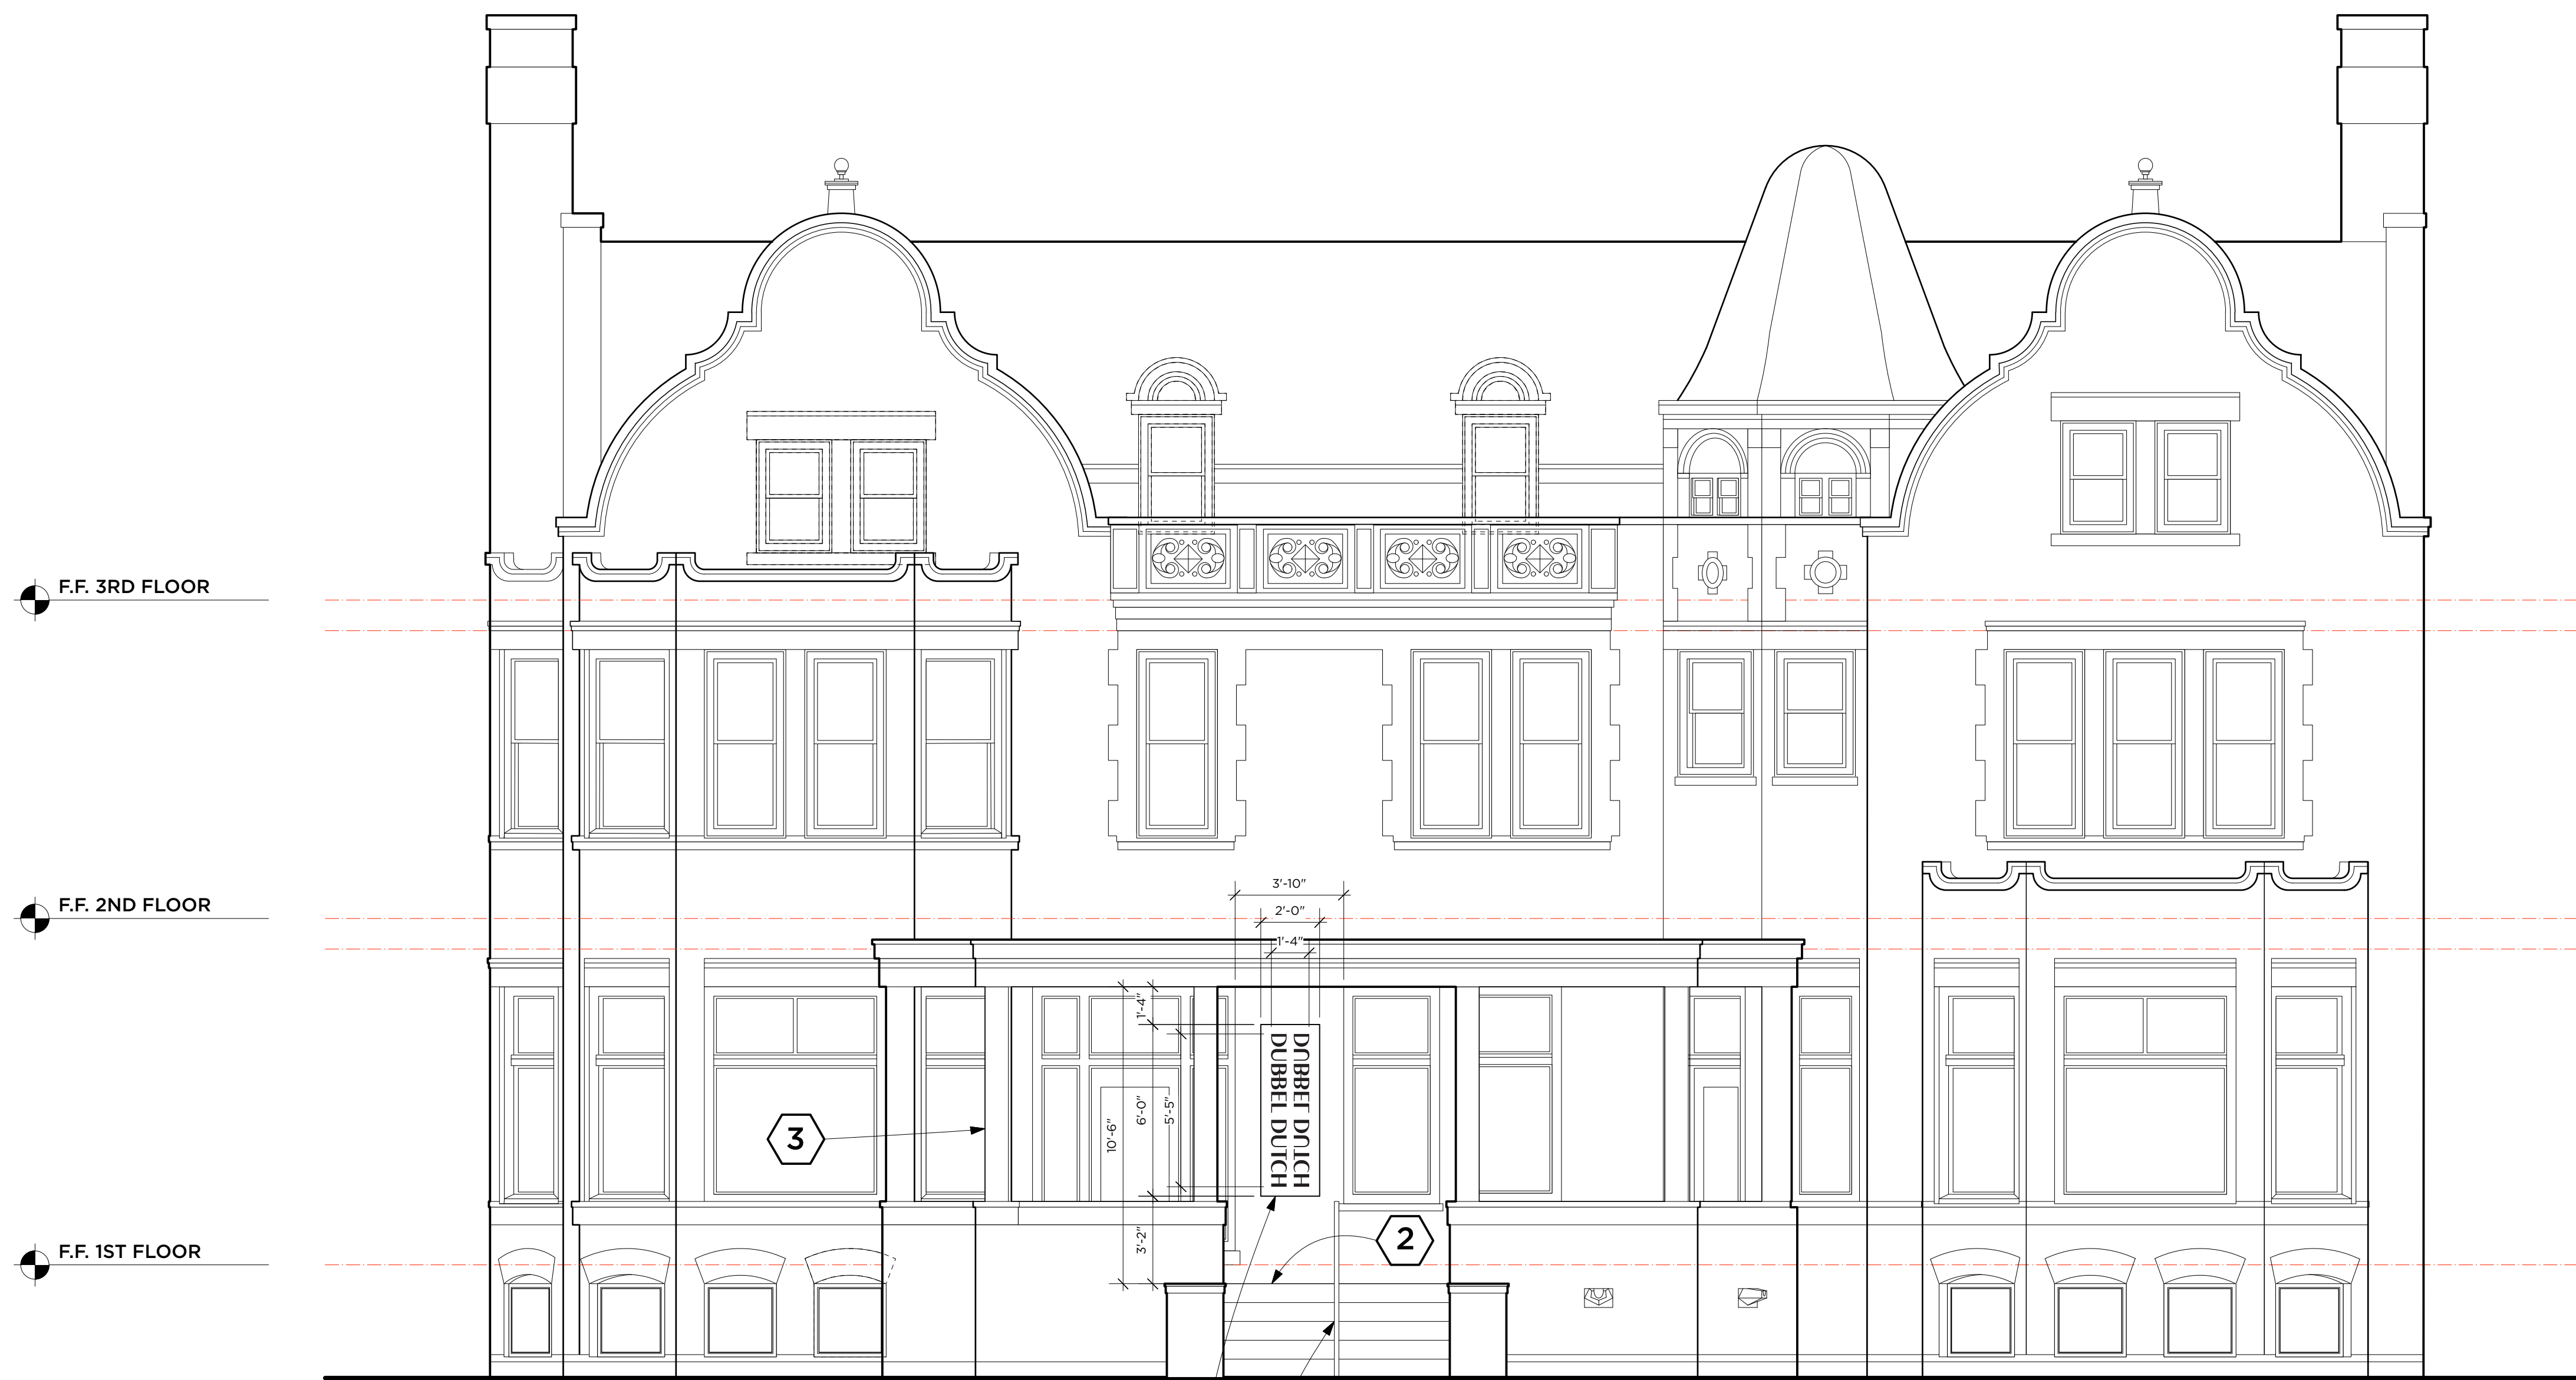 F.F. 3RD FLOOR
F.F. 2ND FLOOR
F.F. 1ST FLOOR
3'-10"
2'-0"
1'-4"
1'-4"
10'-6"
6'-0"
5'-5"
3'-2"
DUBBEL DUTCH
DUBBEL DUTCH
3
2